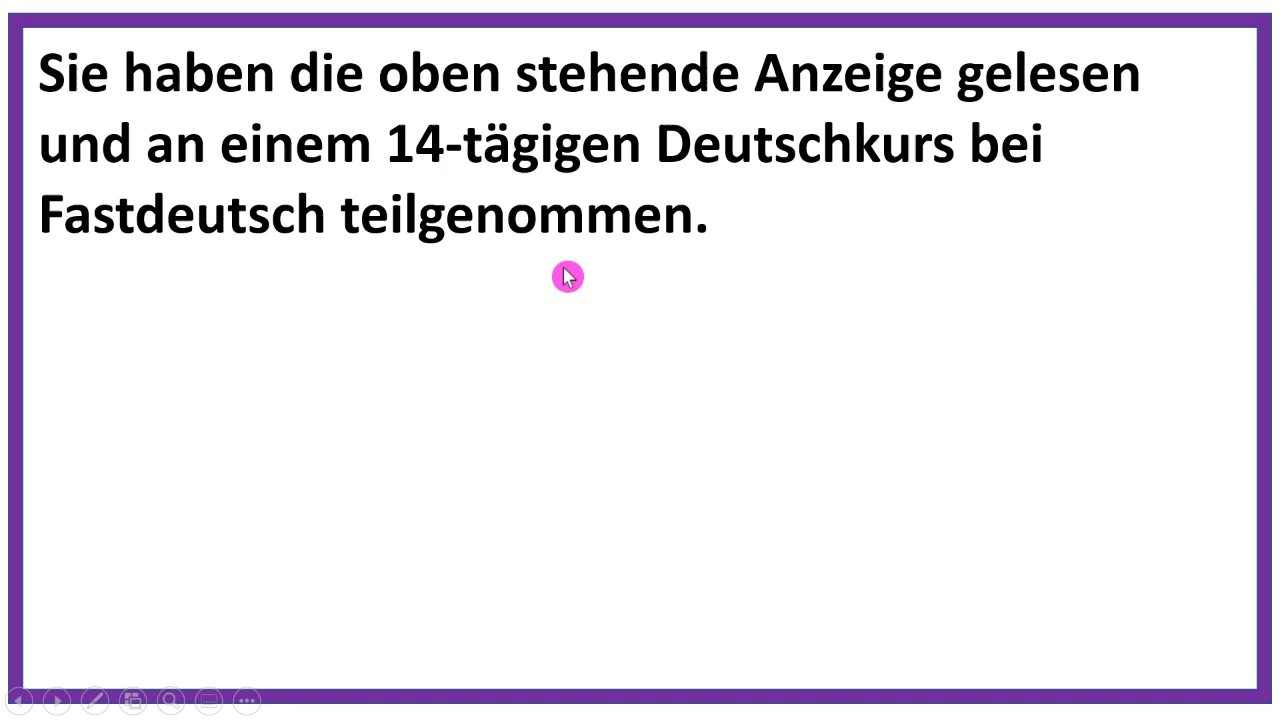 Sie haben die oben stehende Anzeige gelesen
und an einem 14-tägigen Deutschkurs bei
Fastdeutsch teilgenommen.